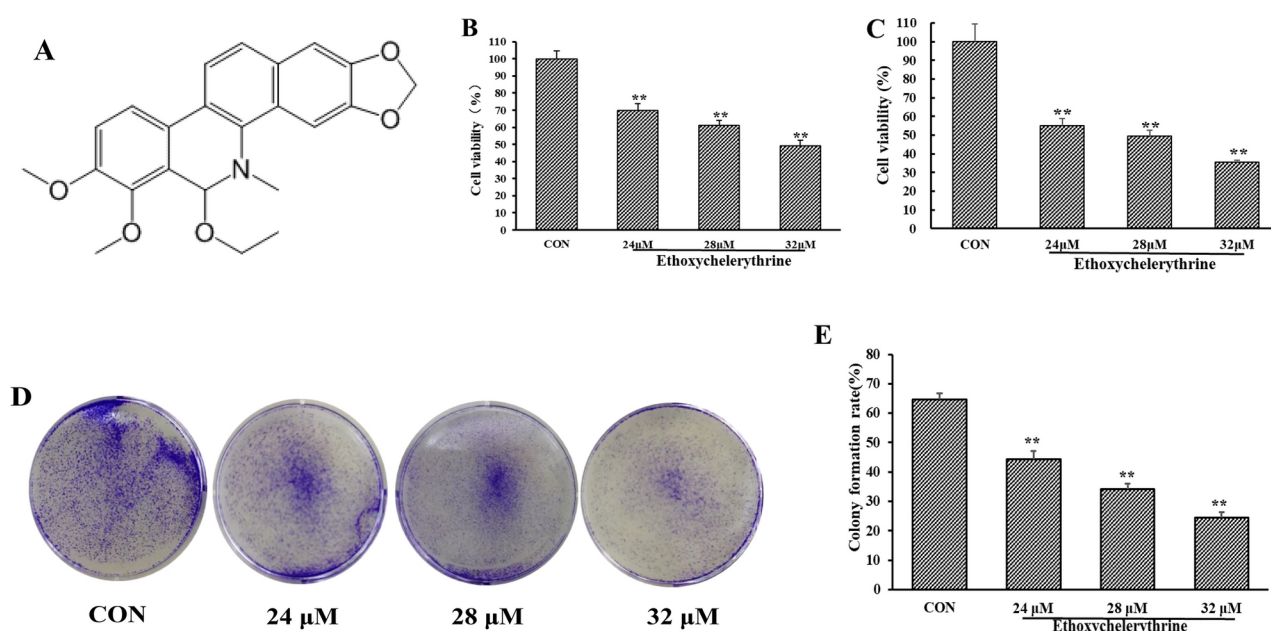 A
O
O
N
O
O
O
B
Cell viability (%)
110
100
90
80
70
60
50
40
30
20
10
0
**
**
**
CON
24μM
28μM
32μM
Ethoxychelerythrine
C
Cell viability (%)
110
100
90
80
70
60
50
40
30
20
10
0
**
**
**
CON
24μM
28μM
32μM
Ethoxychelerythrine
D
CON
24 μM
28 μM
32 μM
E
Colony formation rate(%)
80
70
60
50
40
30
20
10
0
**
**
**
CON
24 μM
28 μM
32 μM
Ethoxychelerythrine